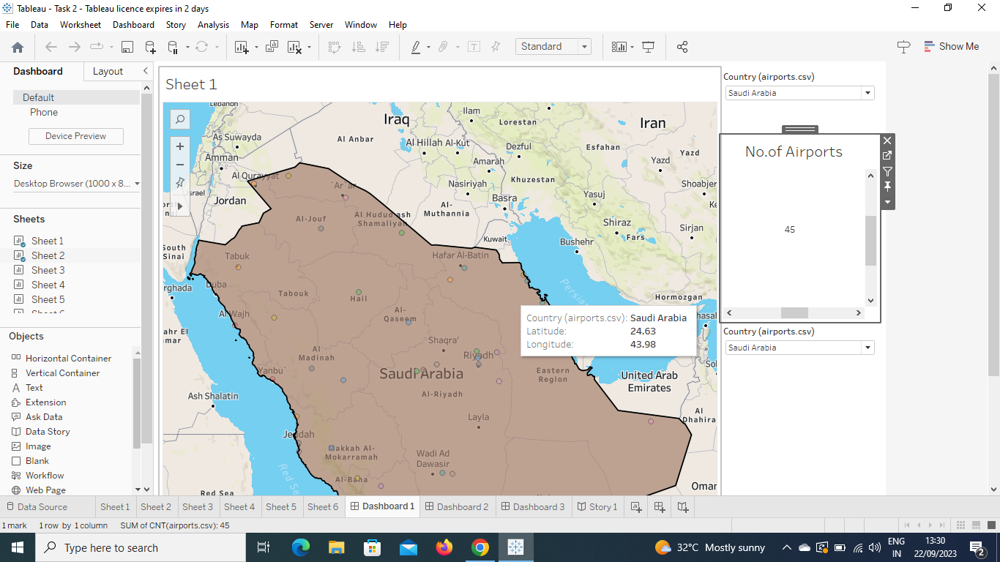 Tableau - Task 2 - Tableau licence expires in 2 days
File Data Worksheet Dashboard Story Analysis Map Format Server Window Help
Standard
Show Me
Dashboard
Layout
Default
Phone
Device Preview
Size
Desktop Browser (1000 x 8...
Sheets
Sheet 1
Sheet 2
Sheet 3
Sheet 4
Sheet 5
Objects
Horizontal Container
Vertical Container
Text
Extension
Ask Data
Data Story
Image
Blank
Workflow
Web Page
Sheet 1
Lebanon
As Suwayda
Amman
Al Qurayyat
Jordan
South
Sinai
Iraq
Al Anbar
Ilam
Lorestan
Iran
Al Hillah
Al-Kut
Dezful
Esfahan
Yazd
Yazd
Amarah
Khuzestan
Shoabjer
Nasiriyah
Basra
Yasuj
Al-
Muthannia
Shiraz
Fars
Sirjan
Kuwait
Bushehr
`Ar`ar
Al-Jouf
Al Hudud ash
Shamaliyah
Tabuk
Hafar Al-Batin
Duba
Tabouk
Hail
Persian
Hormozgan
Al Wajh
Al-
Qaseem
Shaqra'
Al
Madinah
Riyadh
Yanbu`
Saudi Arabia
Eastern
Region
United Arab
Emirates
Ash Shalatin
Al-Riyadh
Al
Dhahira
Layla
Jeddah
Makkah Al-
Mokarramah
Wadi Ad
Dawasir
Al-Baha
Red Sea
Red Se
Oman
Country (airports.csv): Saudi Arabia
Latitude: 24.63
Longitude: 43.98
Country (airports.csv)
Saudi Arabia
No.of Airports
45
Country (airports.csv)
Saudi Arabia
Data Source
Sheet 1
Sheet 2
Sheet 3
Sheet 4
Sheet 5
Sheet 6
Dashboard 1
Dashboard 2
Dashboard 3
Story 1
1 mark 1 row by 1 column SUM of CNT(airports.csv): 45
Type here to search
32°C Mostly sunny
ENG
IN
13:30
22/09/2023
2